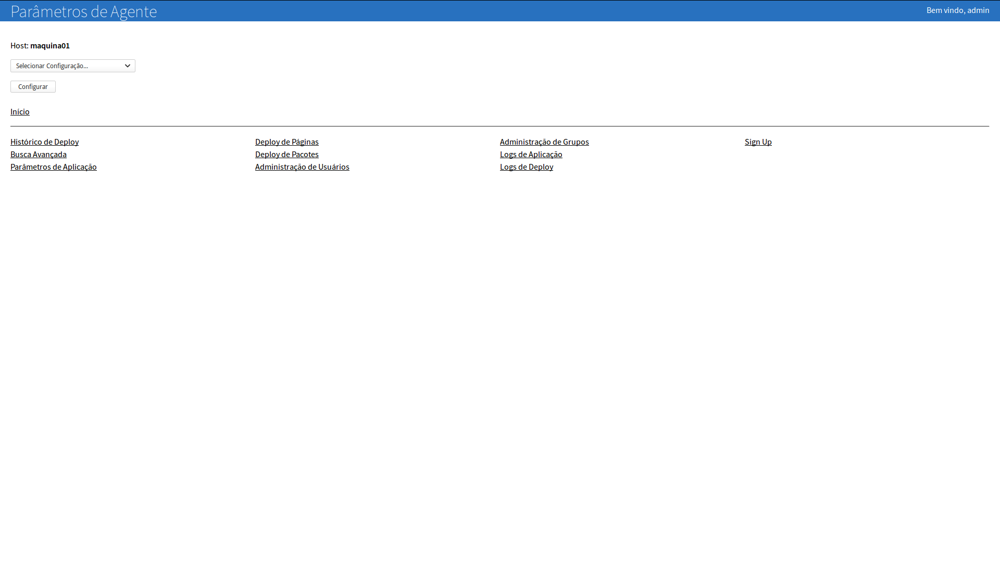 Parâmetros de Agente
Bem vindo, admin
Host: maquina01
Selecionar Configuração...
Configurar
Início
Histórico de Deploy
Busca Avançada
Parâmetros de Aplicação
Deploy de Páginas
Deploy de Pacotes
Administração de Usuários
Administração de Grupos
Logs de Aplicação
Logs de Deploy
Sign Up